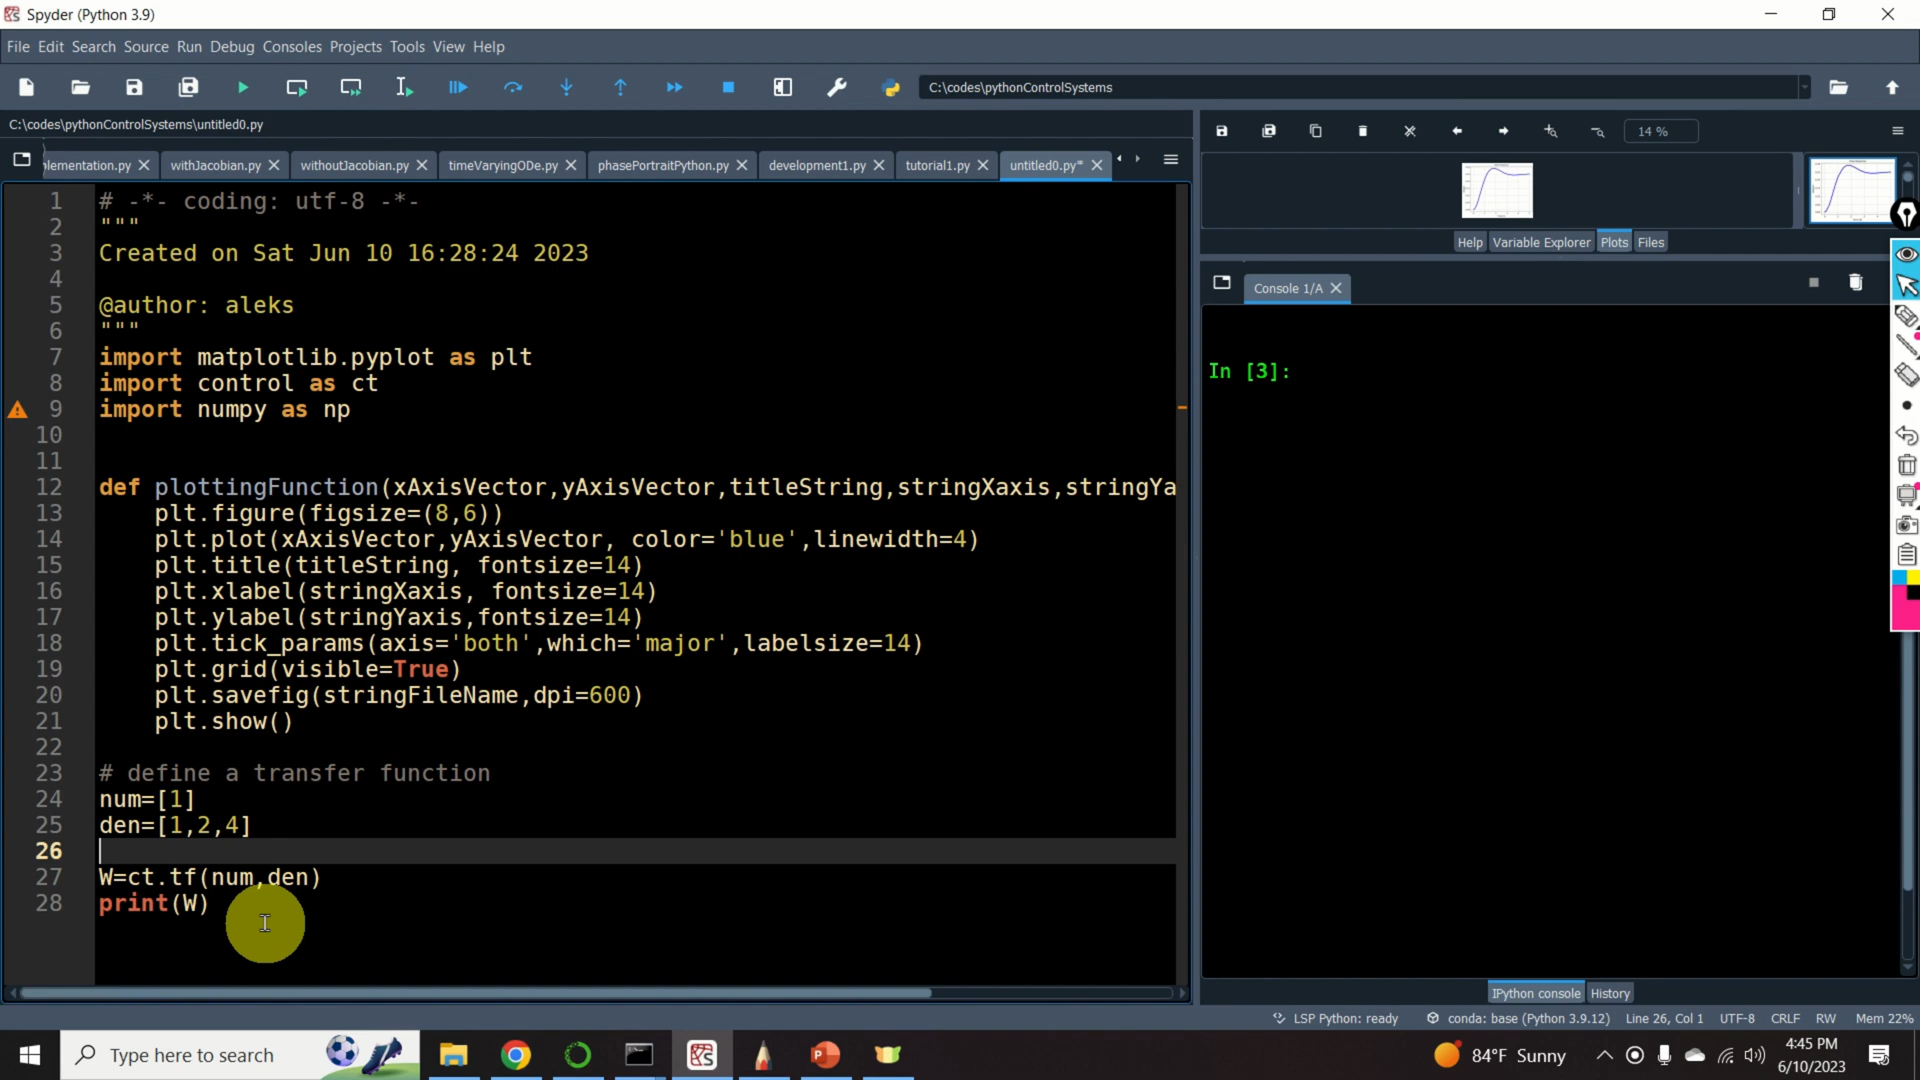 Spyder (Python 3.9)
File Edit Search Source Run Debug Consoles Projects Tools View Help
C:\codes\pythonControlSystems
C:\codes\pythonControlSystems\untitled0.py
14 %
lementation.py withJacobian.py withoutJacobian.py timeVaryingODe.py phasePortraitPython.py development1.py tutorial1.py untitled0.py*
1 # -*- coding: utf-8 -*-
2 """
3 Created on Sat Jun 10 16:28:24 2023
4
5 @author: aleks
6 """
7 import matplotlib.pyplot as plt
8 import control as ct
9 import numpy as np
10
11
12 def plottingFunction(xAxisVector,yAxisVector,titleString,stringXaxis,stringYa
13 plt.figure(figsize=(8,6))
14 plt.plot(xAxisVector,yAxisVector, color='blue',linewidth=4)
15 plt.title(titleString, fontsize=14)
16 plt.xlabel(stringXaxis, fontsize=14)
17 plt.ylabel(stringYaxis,fontsize=14)
18 plt.tick_params(axis='both',which='major',labelsize=14)
19 plt.grid(visible=True)
20 plt.savefig(stringFileName,dpi=600)
21 plt.show()
22
23 # define a transfer function
24 num=[1]
25 den=[1,2,4]
26
27 W=ct.tf(num,den)
28 print(W)
Help Variable Explorer Plots Files
Console 1/A
In [3]:
IPython console History
LSP Python: ready conda: base (Python 3.9.12) Line 26, Col 1 UTF-8 CRLF RW Mem 22%
Type here to search
84°F Sunny
4:45 PM
6/10/2023